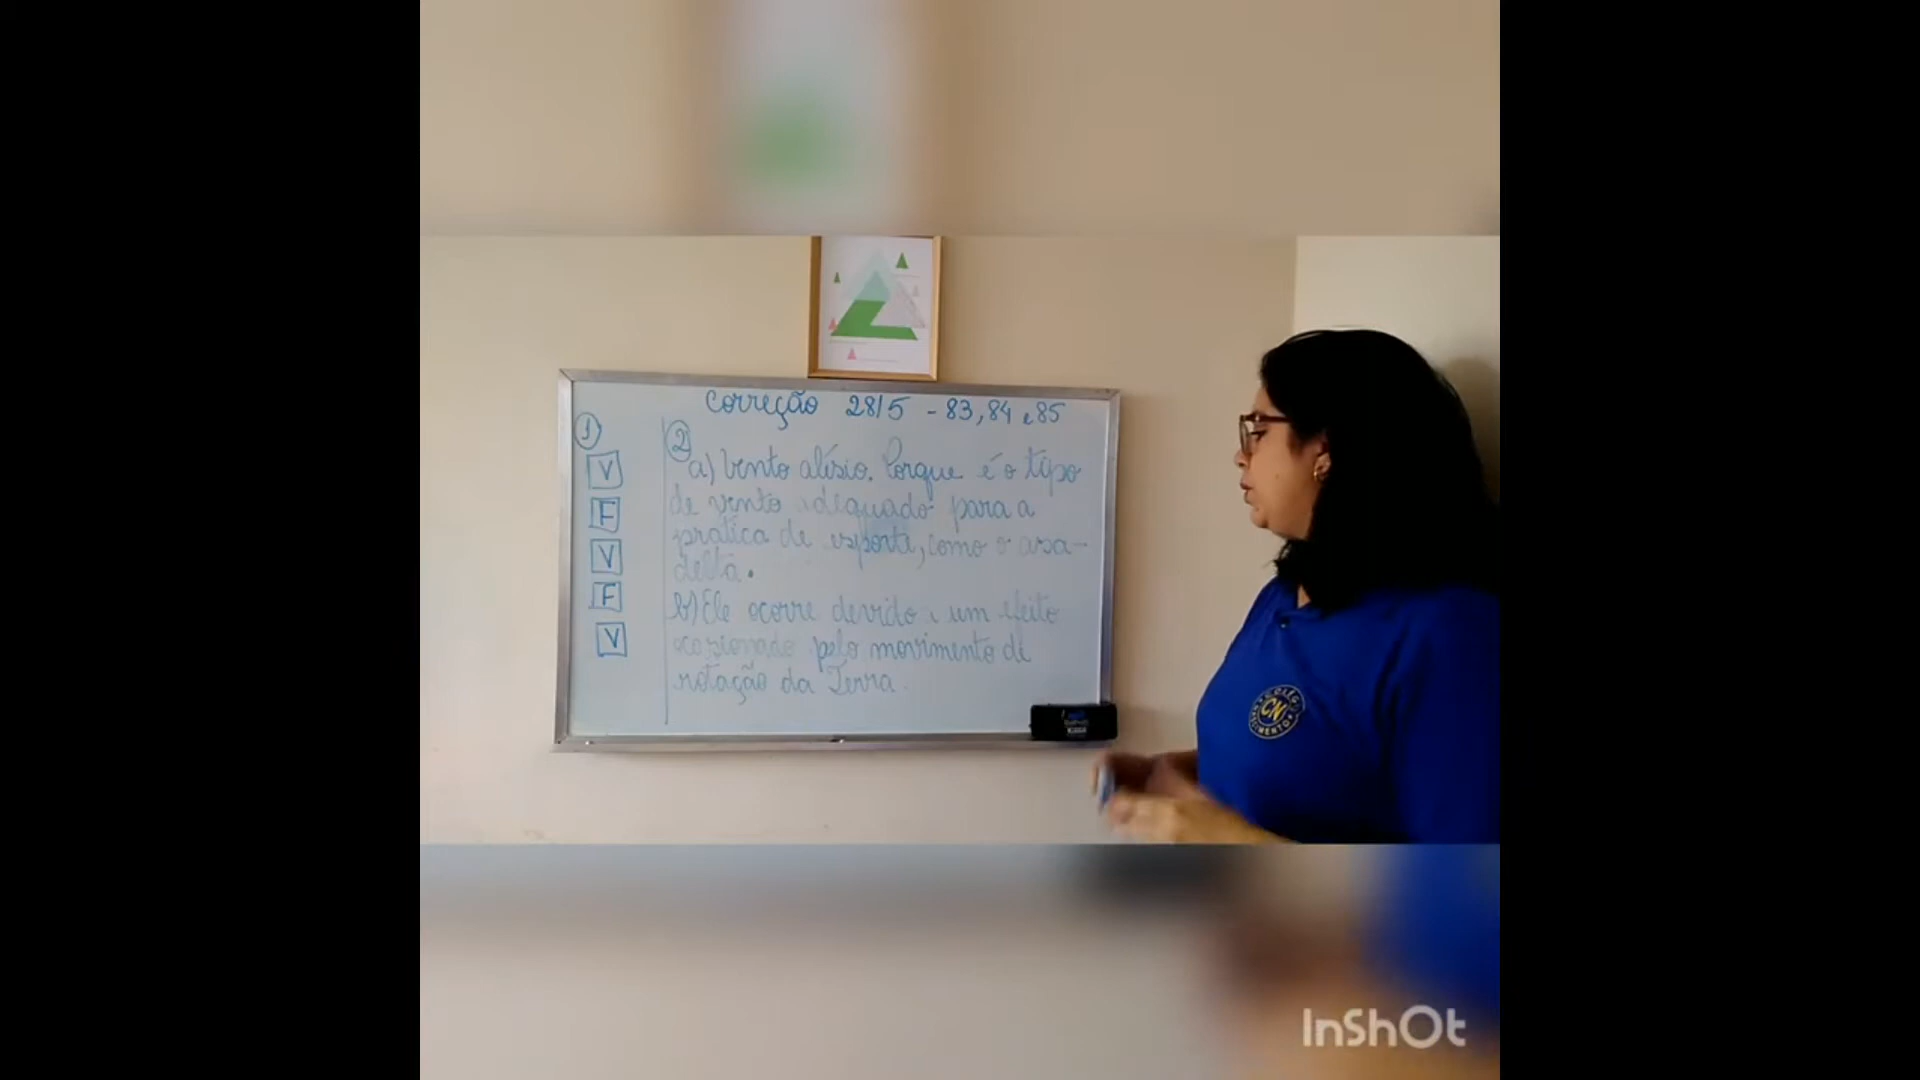 Correção 28/5 - 83, 84 e 85
1
V
F
V
F
V
2
a) Vento alísio. Porque é o tipo
de vento adequado para a
prática de esporte, como o asa-
delta.
b) Ele ocorre devido a um efeito
ocasionado pelo movimento de
rotação da Terra.
CN
InShOt